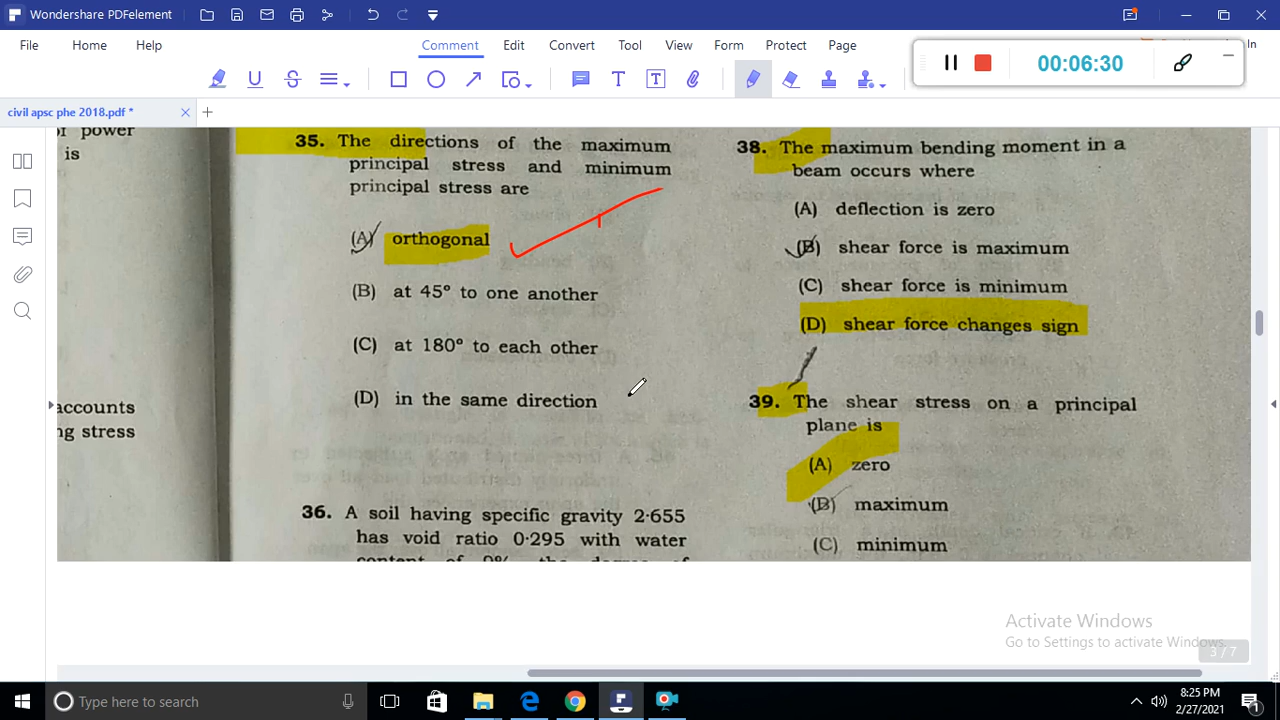 Wondershare PDFelement
File Home Help Comment Edit Convert Tool View Form Protect Page
00:06:30
In
civil apsc phe 2018.pdf *
of power
is
accounts
ng stress
35. The directions of the maximum
principal stress and minimum
principal stress are
(A) orthogonal
(B) at 45° to one another
(C) at 180° to each other
(D) in the same direction
36. A soil having specific gravity 2·655
has void ratio 0·295 with water
38. The maximum bending moment in a
beam occurs where
(A) deflection is zero
(B) shear force is maximum
(C) shear force is minimum
(D) shear force changes sign
39. The shear stress on a principal
plane is
(A) zero
(B) maximum
(C) minimum
Activate Windows
Go to Settings to activate Windows.
3 / 7
Type here to search
8:25 PM
2/27/2021
1